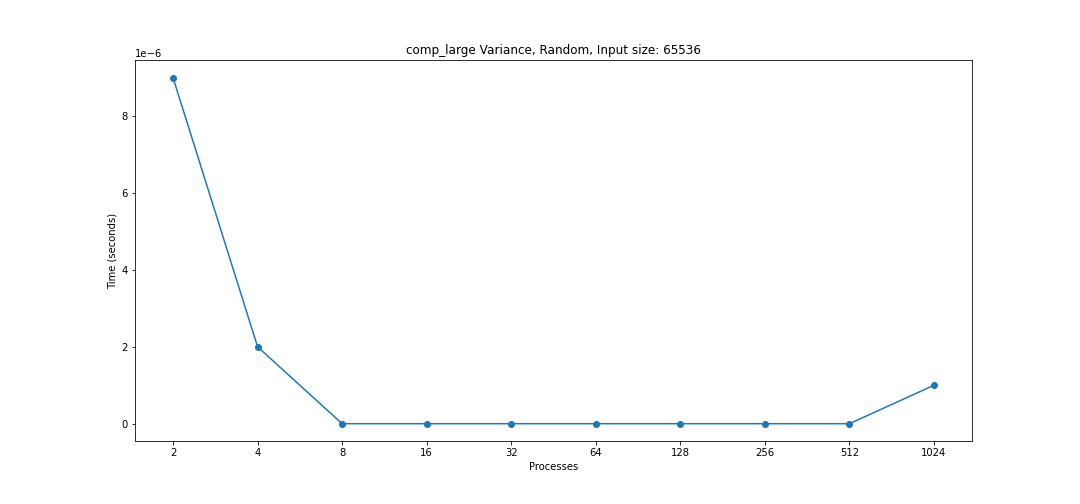 comp_large Variance, Random, Input size: 65536
1e−6
8
6
4
2
0
Time (seconds)
2 4 8 16 32 64 128 256 512 1024
Processes